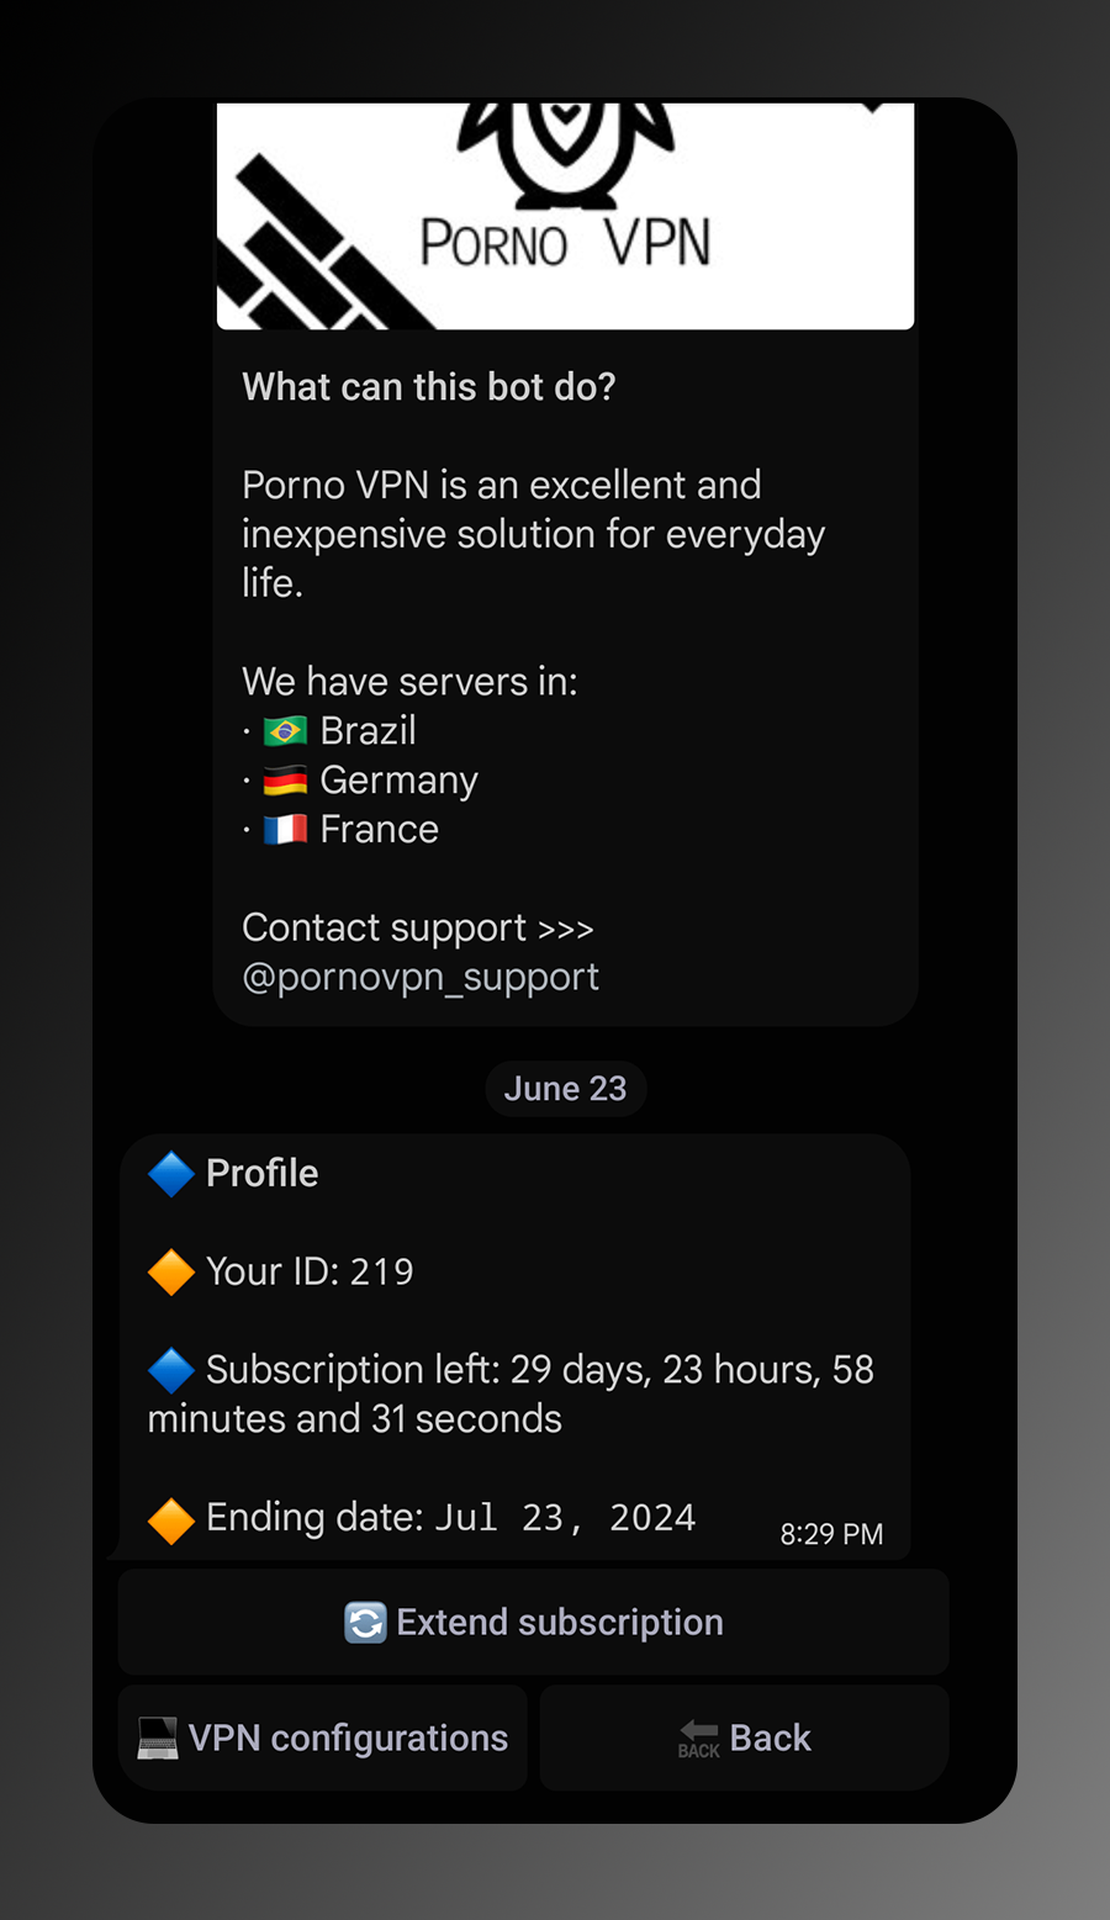 PORNO VPN
What can this bot do?
Porno VPN is an excellent and
inexpensive solution for everyday
life.
We have servers in:
· 🇧🇷 Brazil
· 🇩🇪 Germany
· 🇫🇷 France
Contact support >>>
@pornovpn_support
June 23
🔷 Profile
🔶 Your ID: 219
🔷 Subscription left: 29 days, 23 hours, 58
minutes and 31 seconds
🔶 Ending date: Jul 23, 2024
8:29 PM
🔄 Extend subscription
💻 VPN configurations
🔙 BACK Back